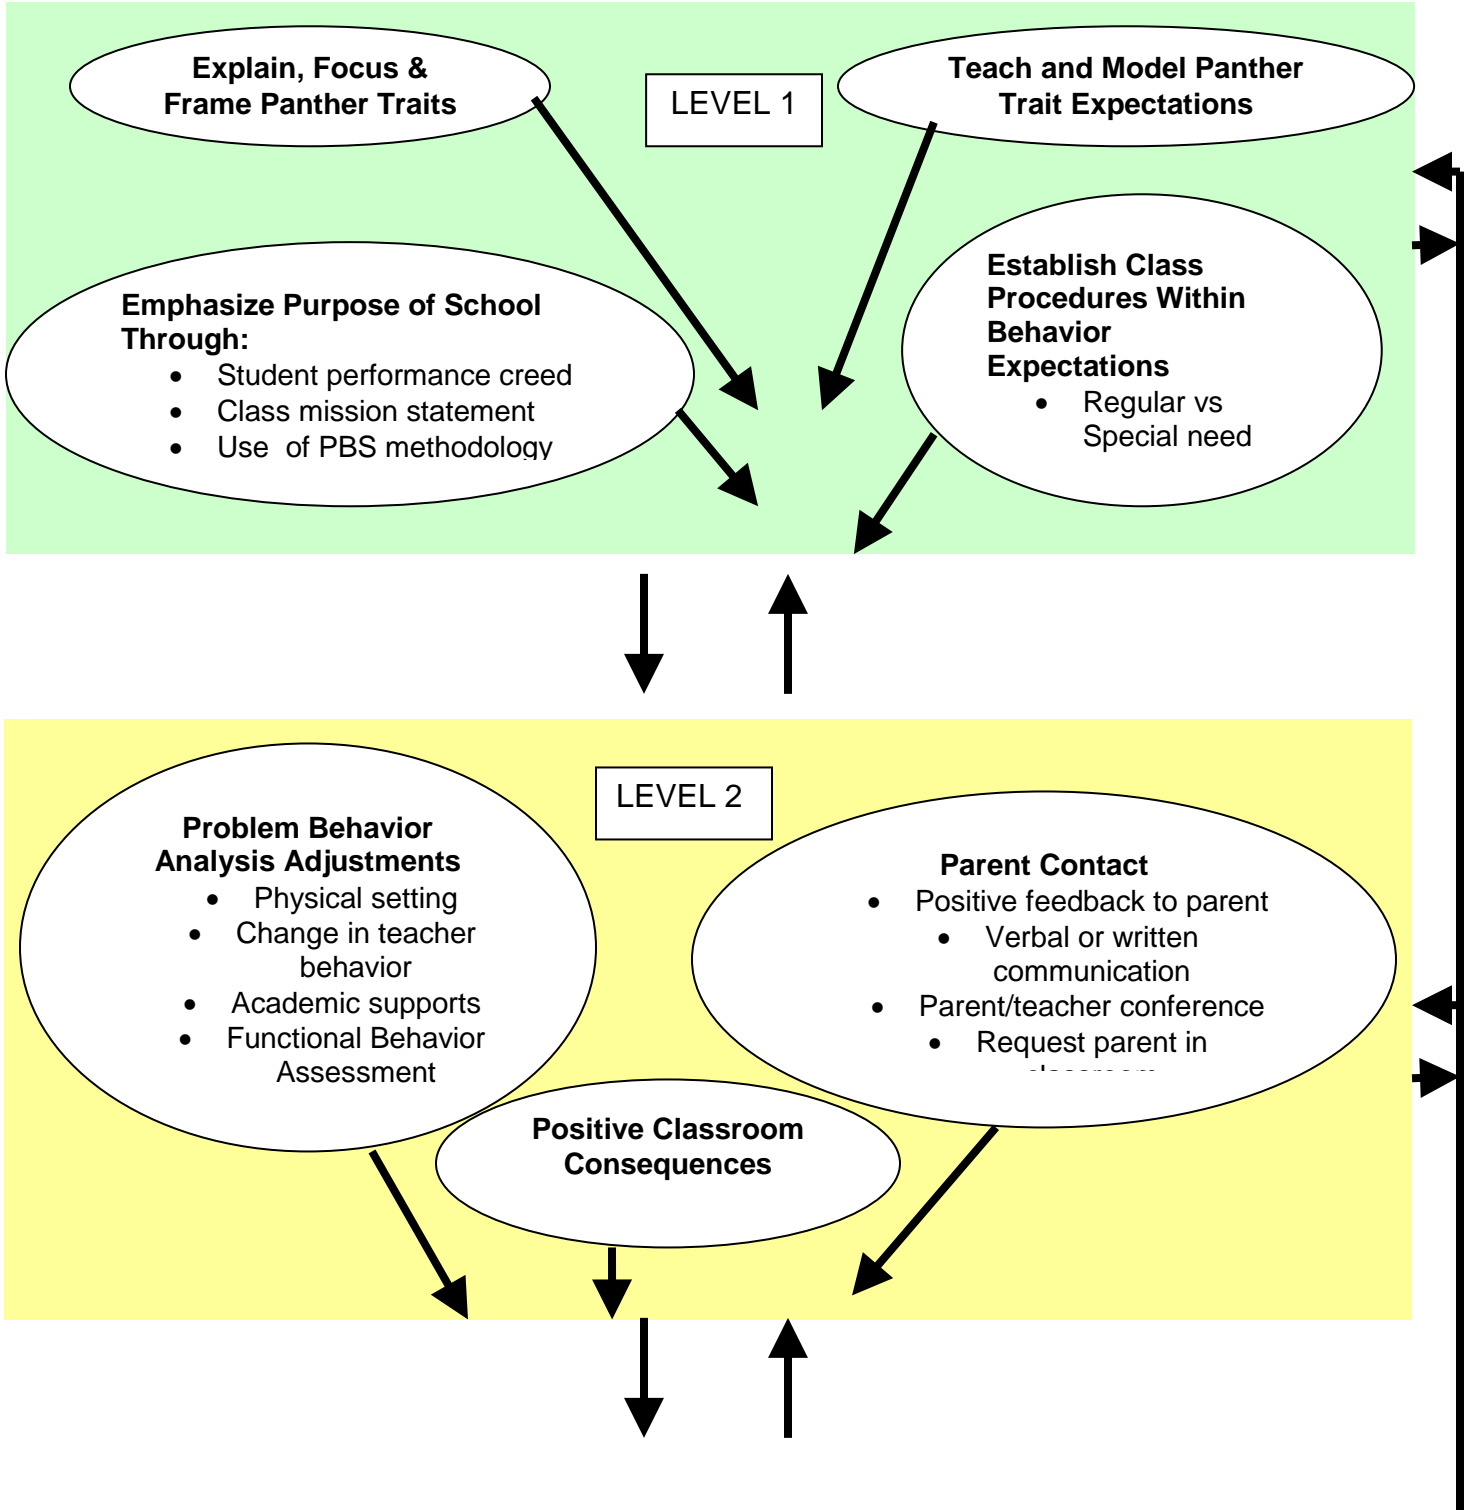 Explain, Focus &
Frame Panther Traits
LEVEL 1
Teach and Model Panther
Trait Expectations
Emphasize Purpose of School
Through:
• Student performance creed
• Class mission statement
• Use of PBS methodology
Establish Class
Procedures Within
Behavior
Expectations
• Regular vs
Special need
LEVEL 2
Problem Behavior
Analysis Adjustments
• Physical setting
• Change in teacher
behavior
• Academic supports
• Functional Behavior
Assessment
Parent Contact
• Positive feedback to parent
• Verbal or written
communication
• Parent/teacher conference
• Request parent in
Positive Classroom
Consequences